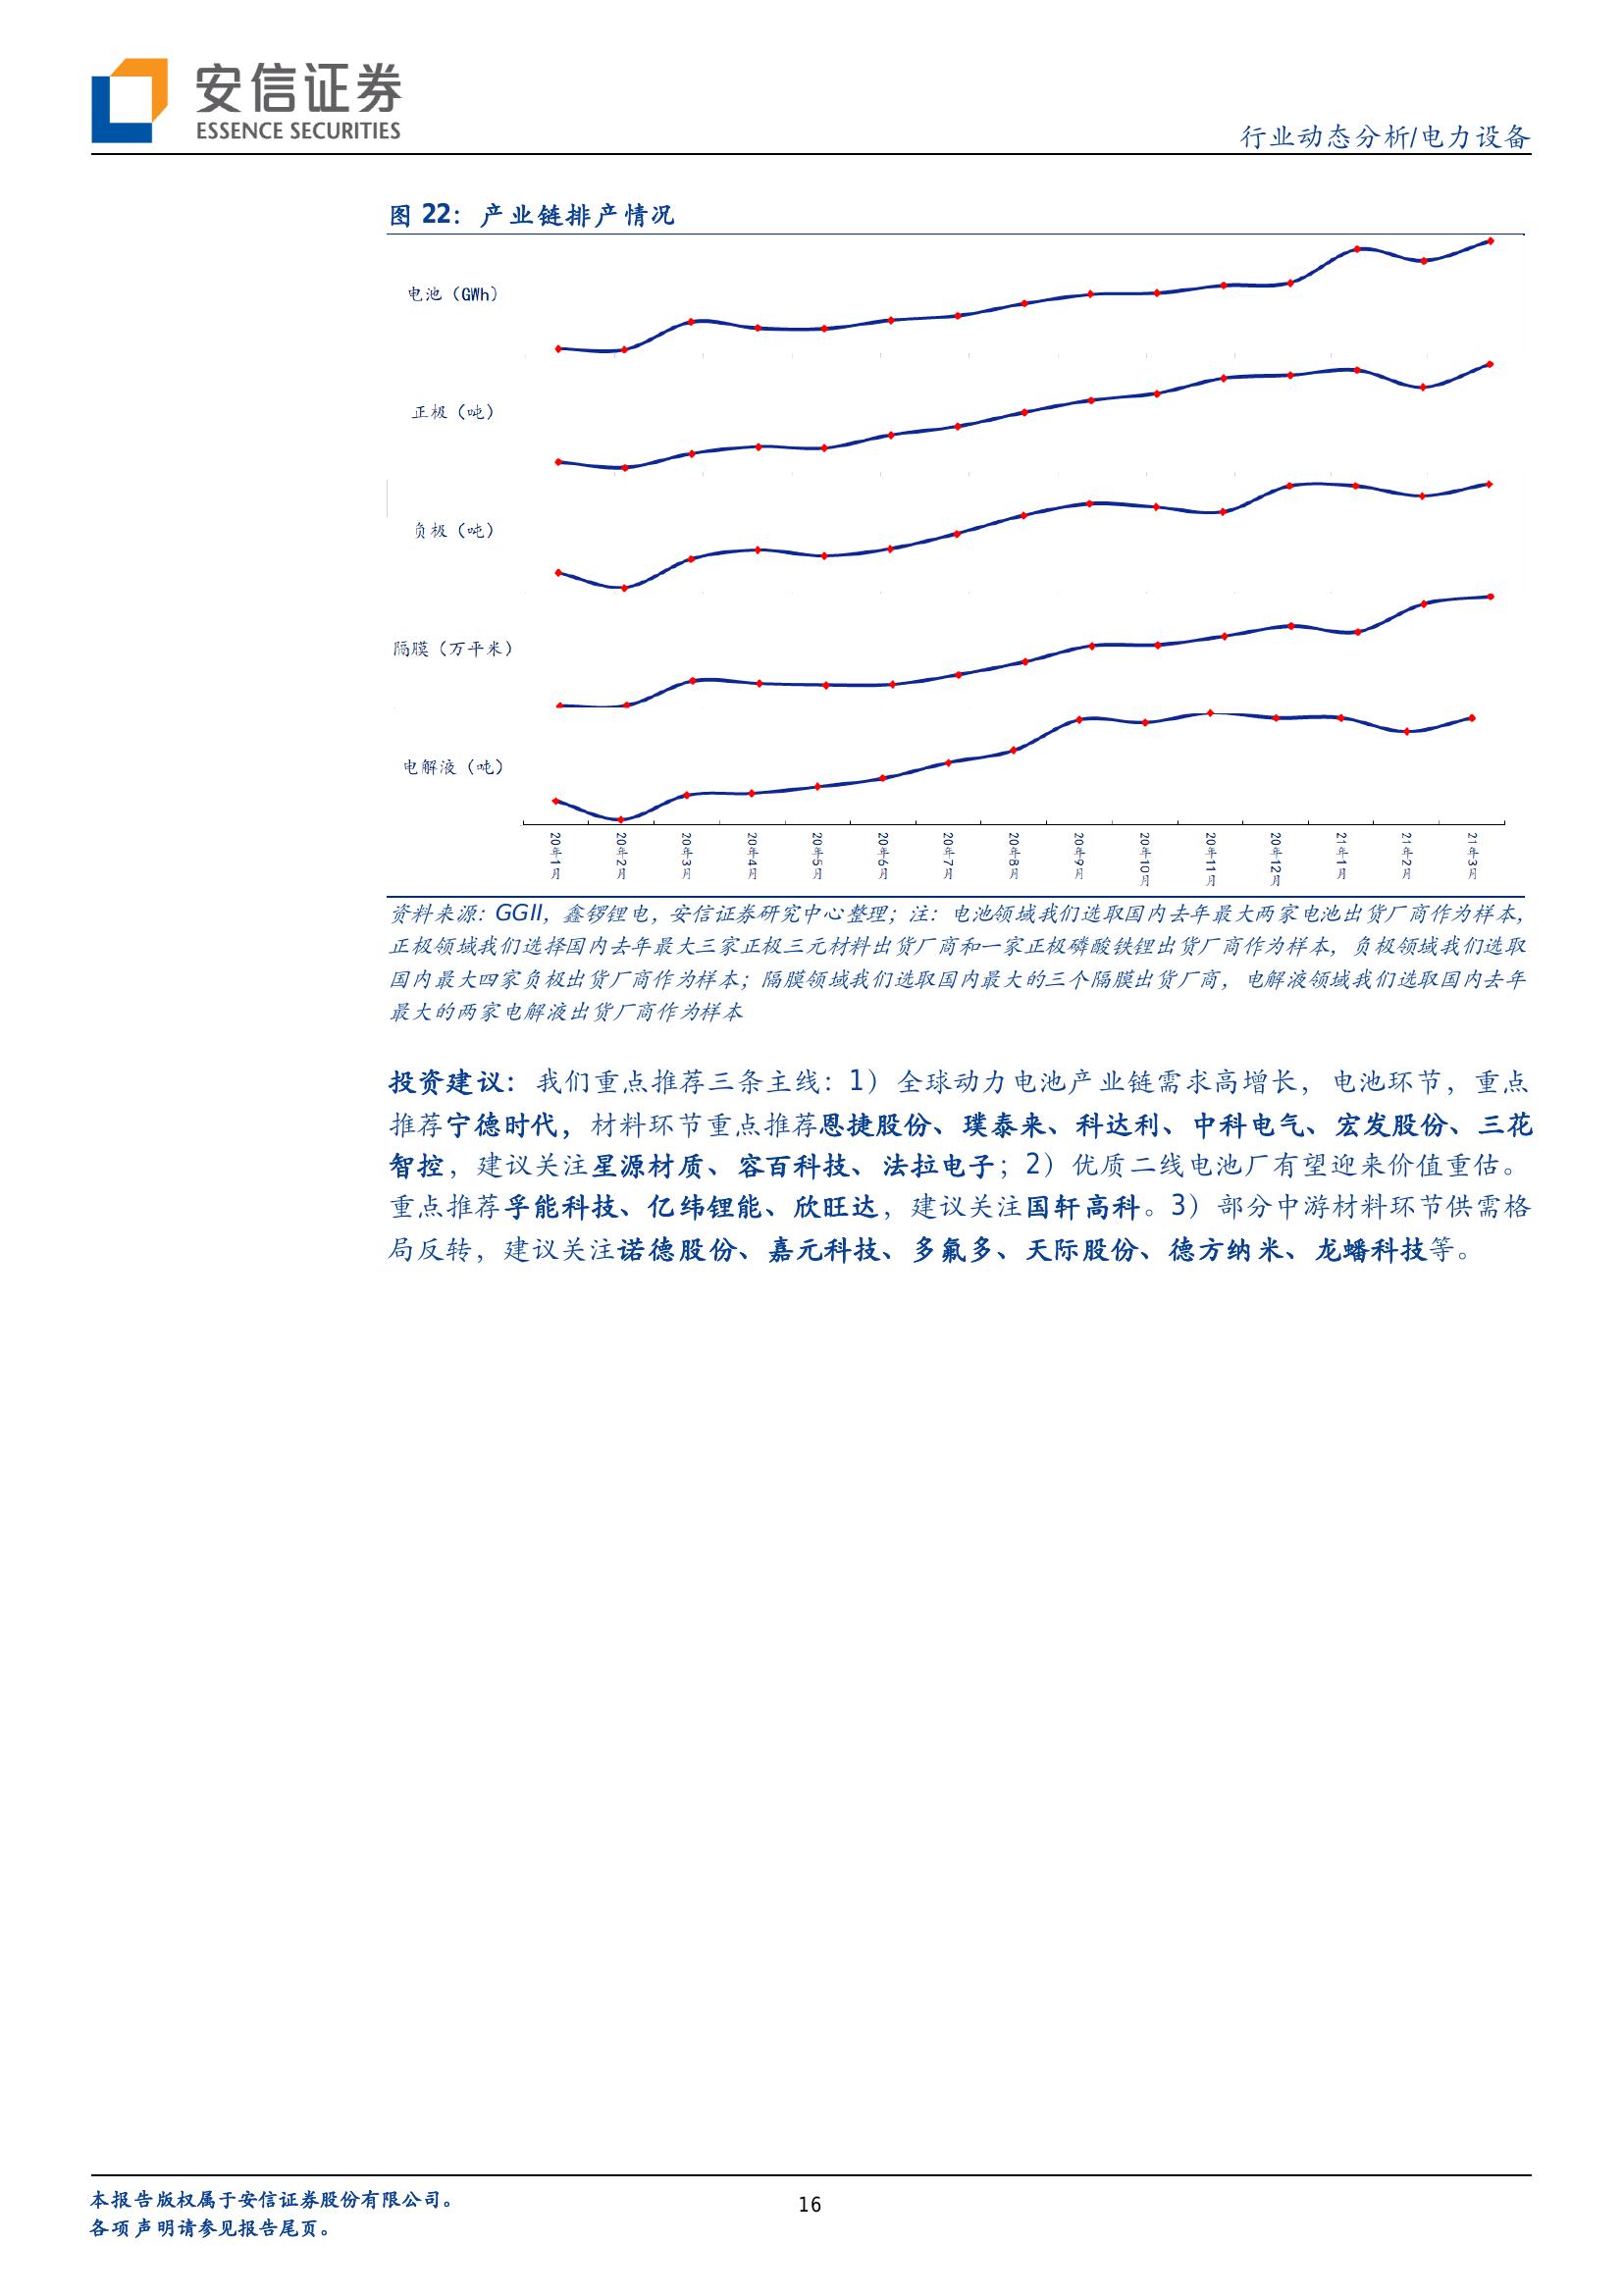 安信证券
ESSENCE SECURITIES
行业动态分析/电力设备
图 22：产业链排产情况
电池（GWh）
正极（吨）
负极（吨）
隔膜（万平米）
电解液（吨）
20年1月
20年2月
20年3月
20年4月
20年5月
20年6月
20年7月
20年8月
20年9月
20年10月
20年11月
20年12月
21年1月
21年2月
21年3月
资料来源：GGII，鑫锣锂电，安信证券研究中心整理；注：电池领域我们选取国内去年最大两家电池出货厂商作为样本，
正极领域我们选择国内去年最大三家正极三元材料出货厂商和一家正极磷酸铁锂出货厂商作为样本，负极领域我们选取
国内最大四家负极出货厂商作为样本；隔膜领域我们选取国内最大的三个隔膜出货厂商，电解液领域我们选取国内去年
最大的两家电解液出货厂商作为样本
投资建议：我们重点推荐三条主线：1）全球动力电池产业链需求高增长，电池环节，重点
推荐宁德时代，材料环节重点推荐恩捷股份、璞泰来、科达利、中科电气、宏发股份、三花
智控，建议关注星源材质、容百科技、法拉电子；2）优质二线电池厂有望迎来价值重估。
重点推荐孚能科技、亿纬锂能、欣旺达，建议关注国轩高科。3）部分中游材料环节供需格
局反转，建议关注诺德股份、嘉元科技、多氟多、天际股份、德方纳米、龙蟠科技等。
本报告版权属于安信证券股份有限公司。
各项声明请参见报告尾页。
16